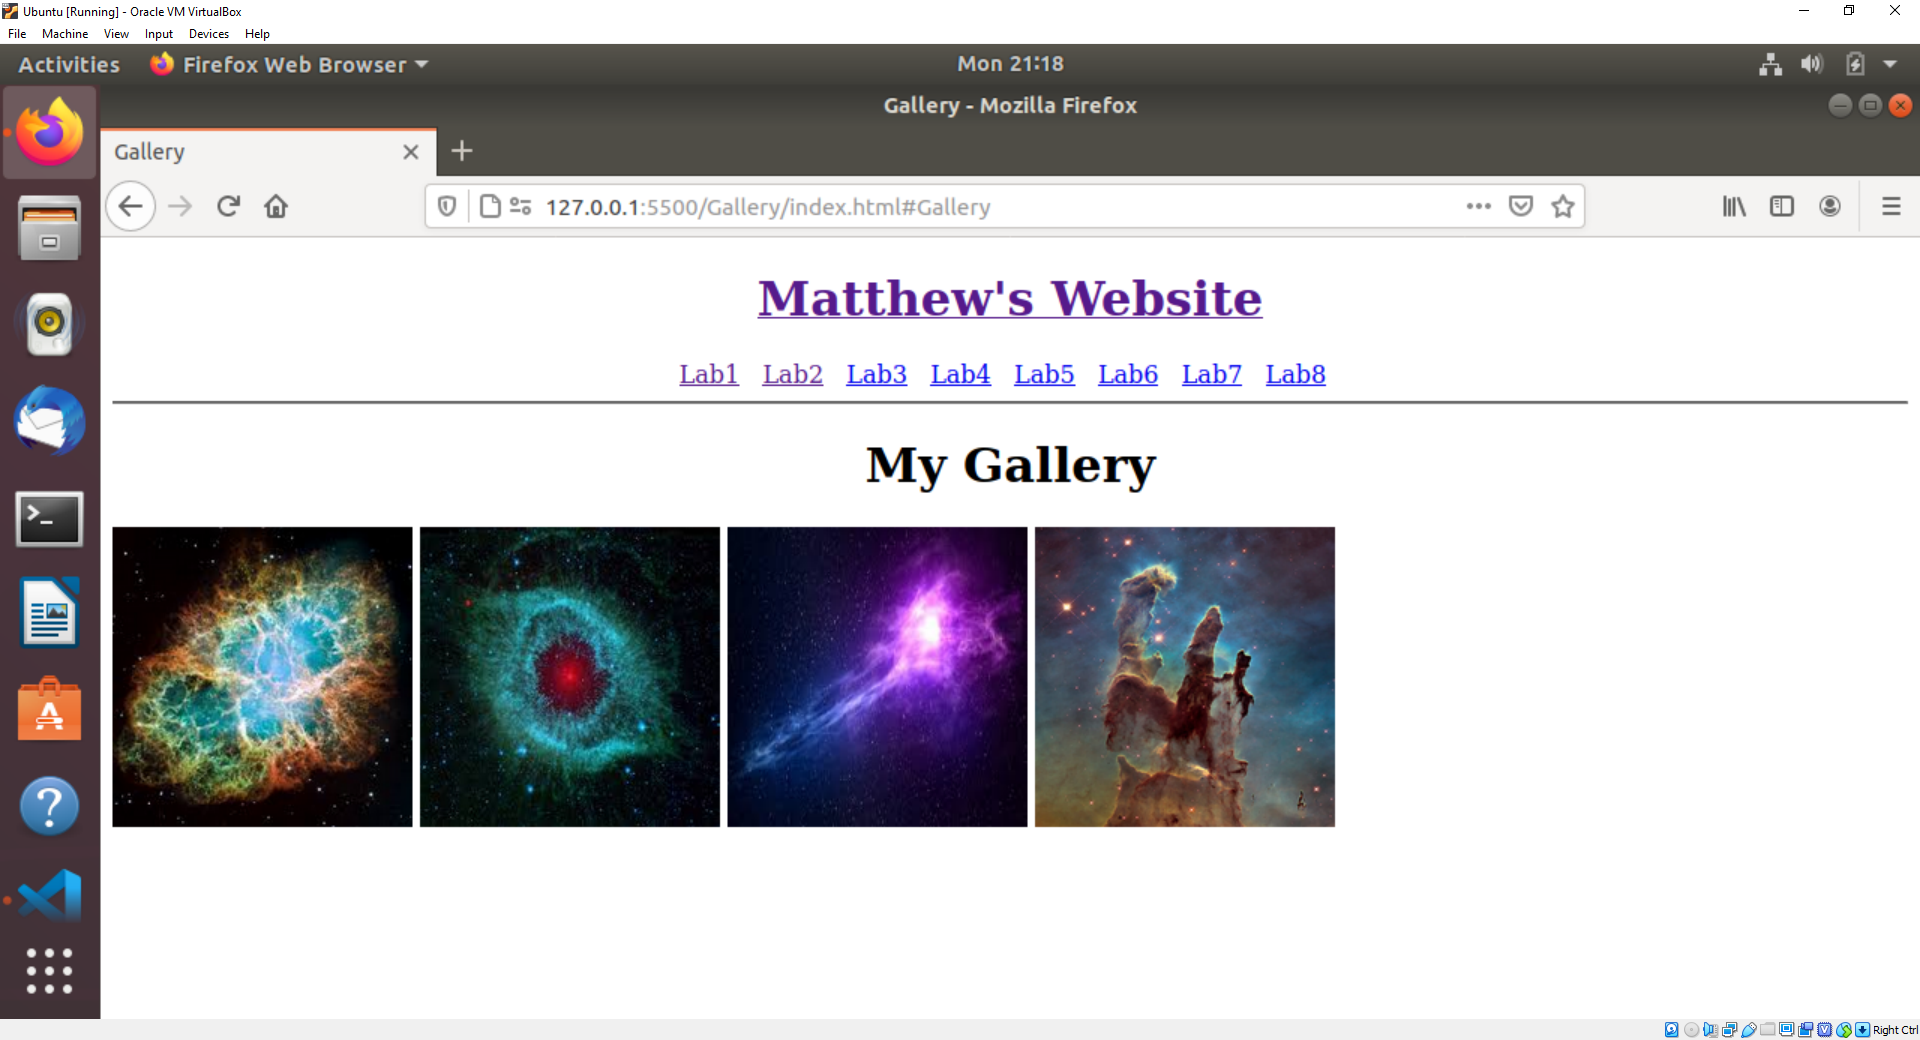 Ubuntu [Running] - Oracle VM VirtualBox
File Machine View Input Devices Help
Activities Firefox Web Browser Mon 21:18
Gallery - Mozilla Firefox
Gallery
127.0.0.1:5500/Gallery/index.html#Gallery
Matthew's Website
Lab1 Lab2 Lab3 Lab4 Lab5 Lab6 Lab7 Lab8
My Gallery
Right Ctrl